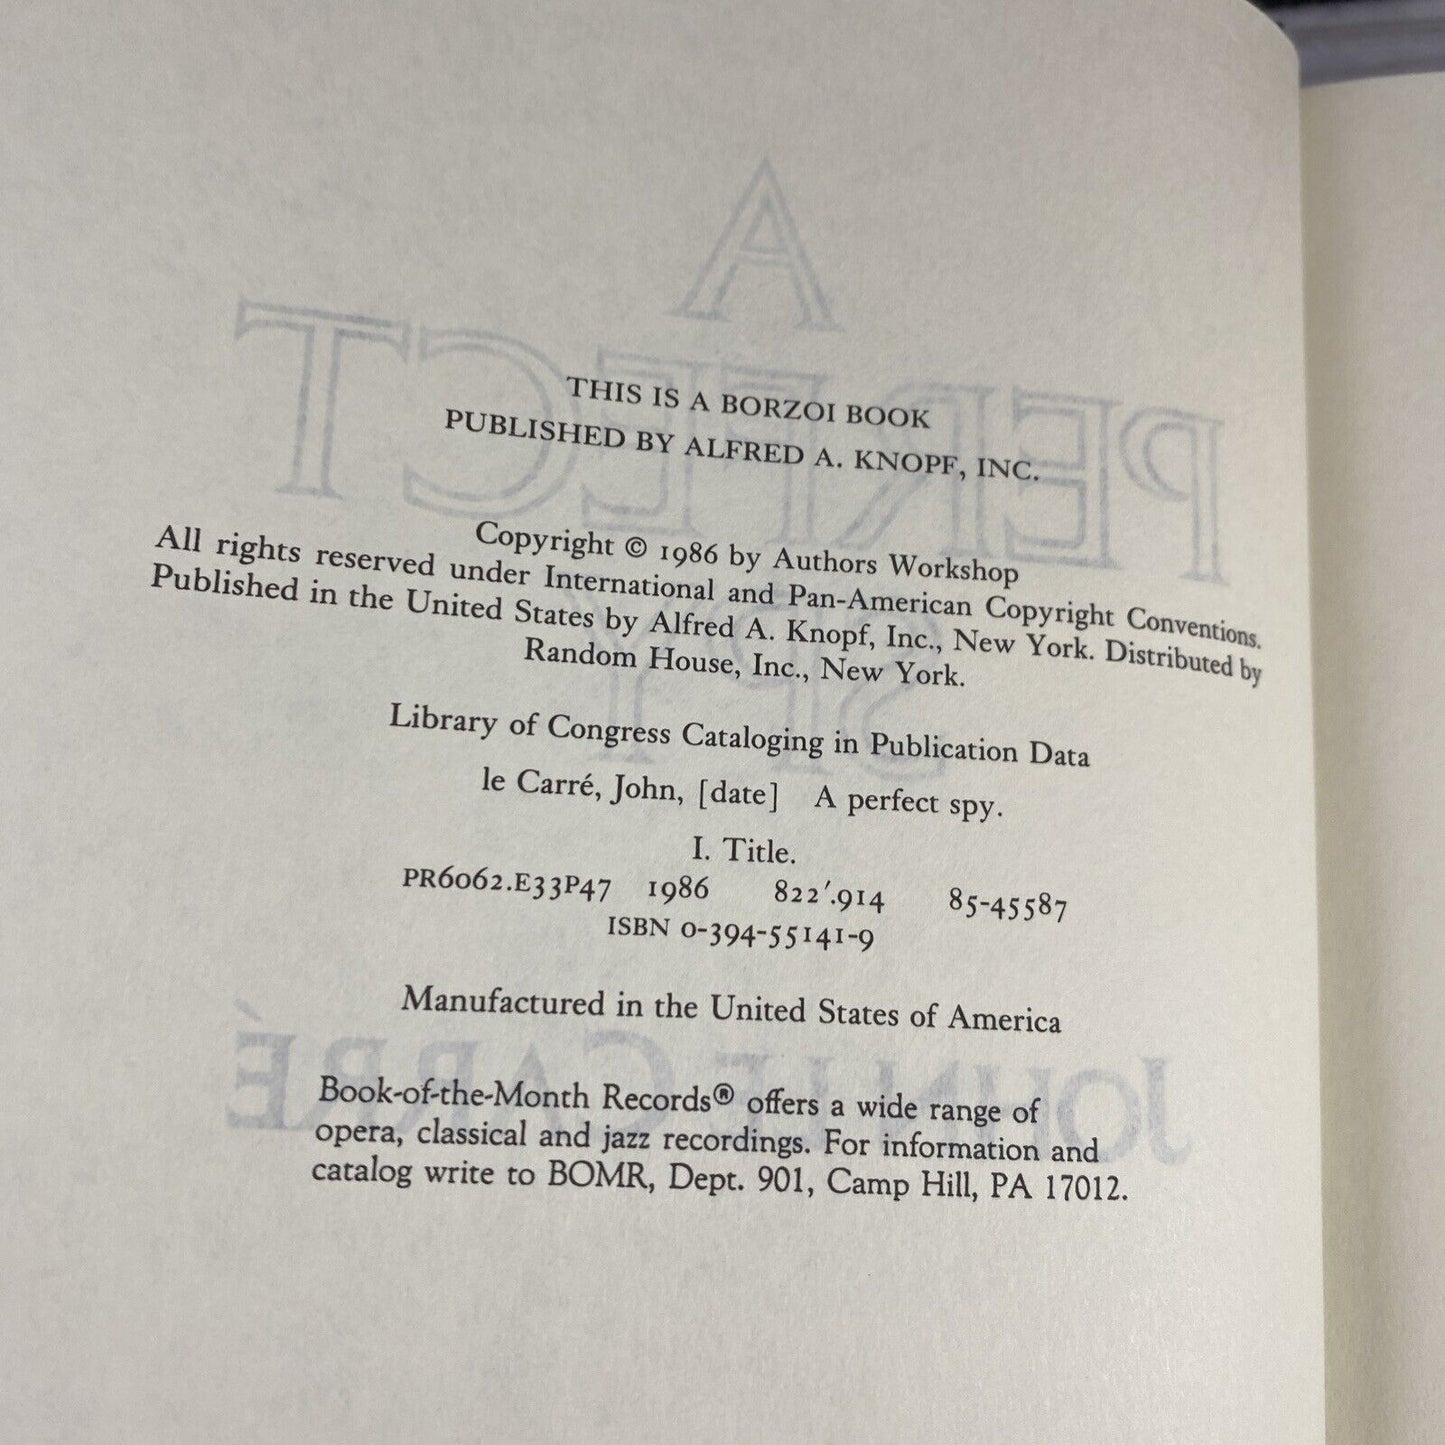 THIS IS A BORZOI BOOK
PUBLISHED BY ALFRED A. KNOPF, INC.
Copyright © 1986 by Authors Workshop
All rights reserved under International and Pan-American Copyright Conventions.
Published in the United States by Alfred A. Knopf, Inc., New York. Distributed by
Random House, Inc., New York.
Library of Congress Cataloging in Publication Data
le Carré, John, [date] A perfect spy.
I. Title.
PR6062.E33P47 1986 822′.914 85-45587
ISBN 0-394-55141-9
Manufactured in the United States of America
Book-of-the-Month Records® offers a wide range of
opera, classical and jazz recordings. For information and
catalog write to BOMR, Dept. 901, Camp Hill, PA 17012.
A
PERFECT
SPY
JOHN LE CARRÉ